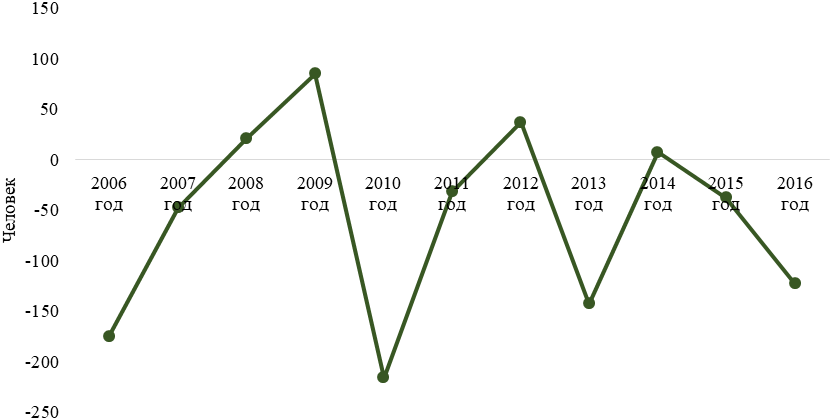 150
100
50
0
-50
-100
-150
-200
-250
Человек
2006 год
2007 год
2008 год
2009 год
2010 год
2011 год
2012 год
2013 год
2014 год
2015 год
2016 год